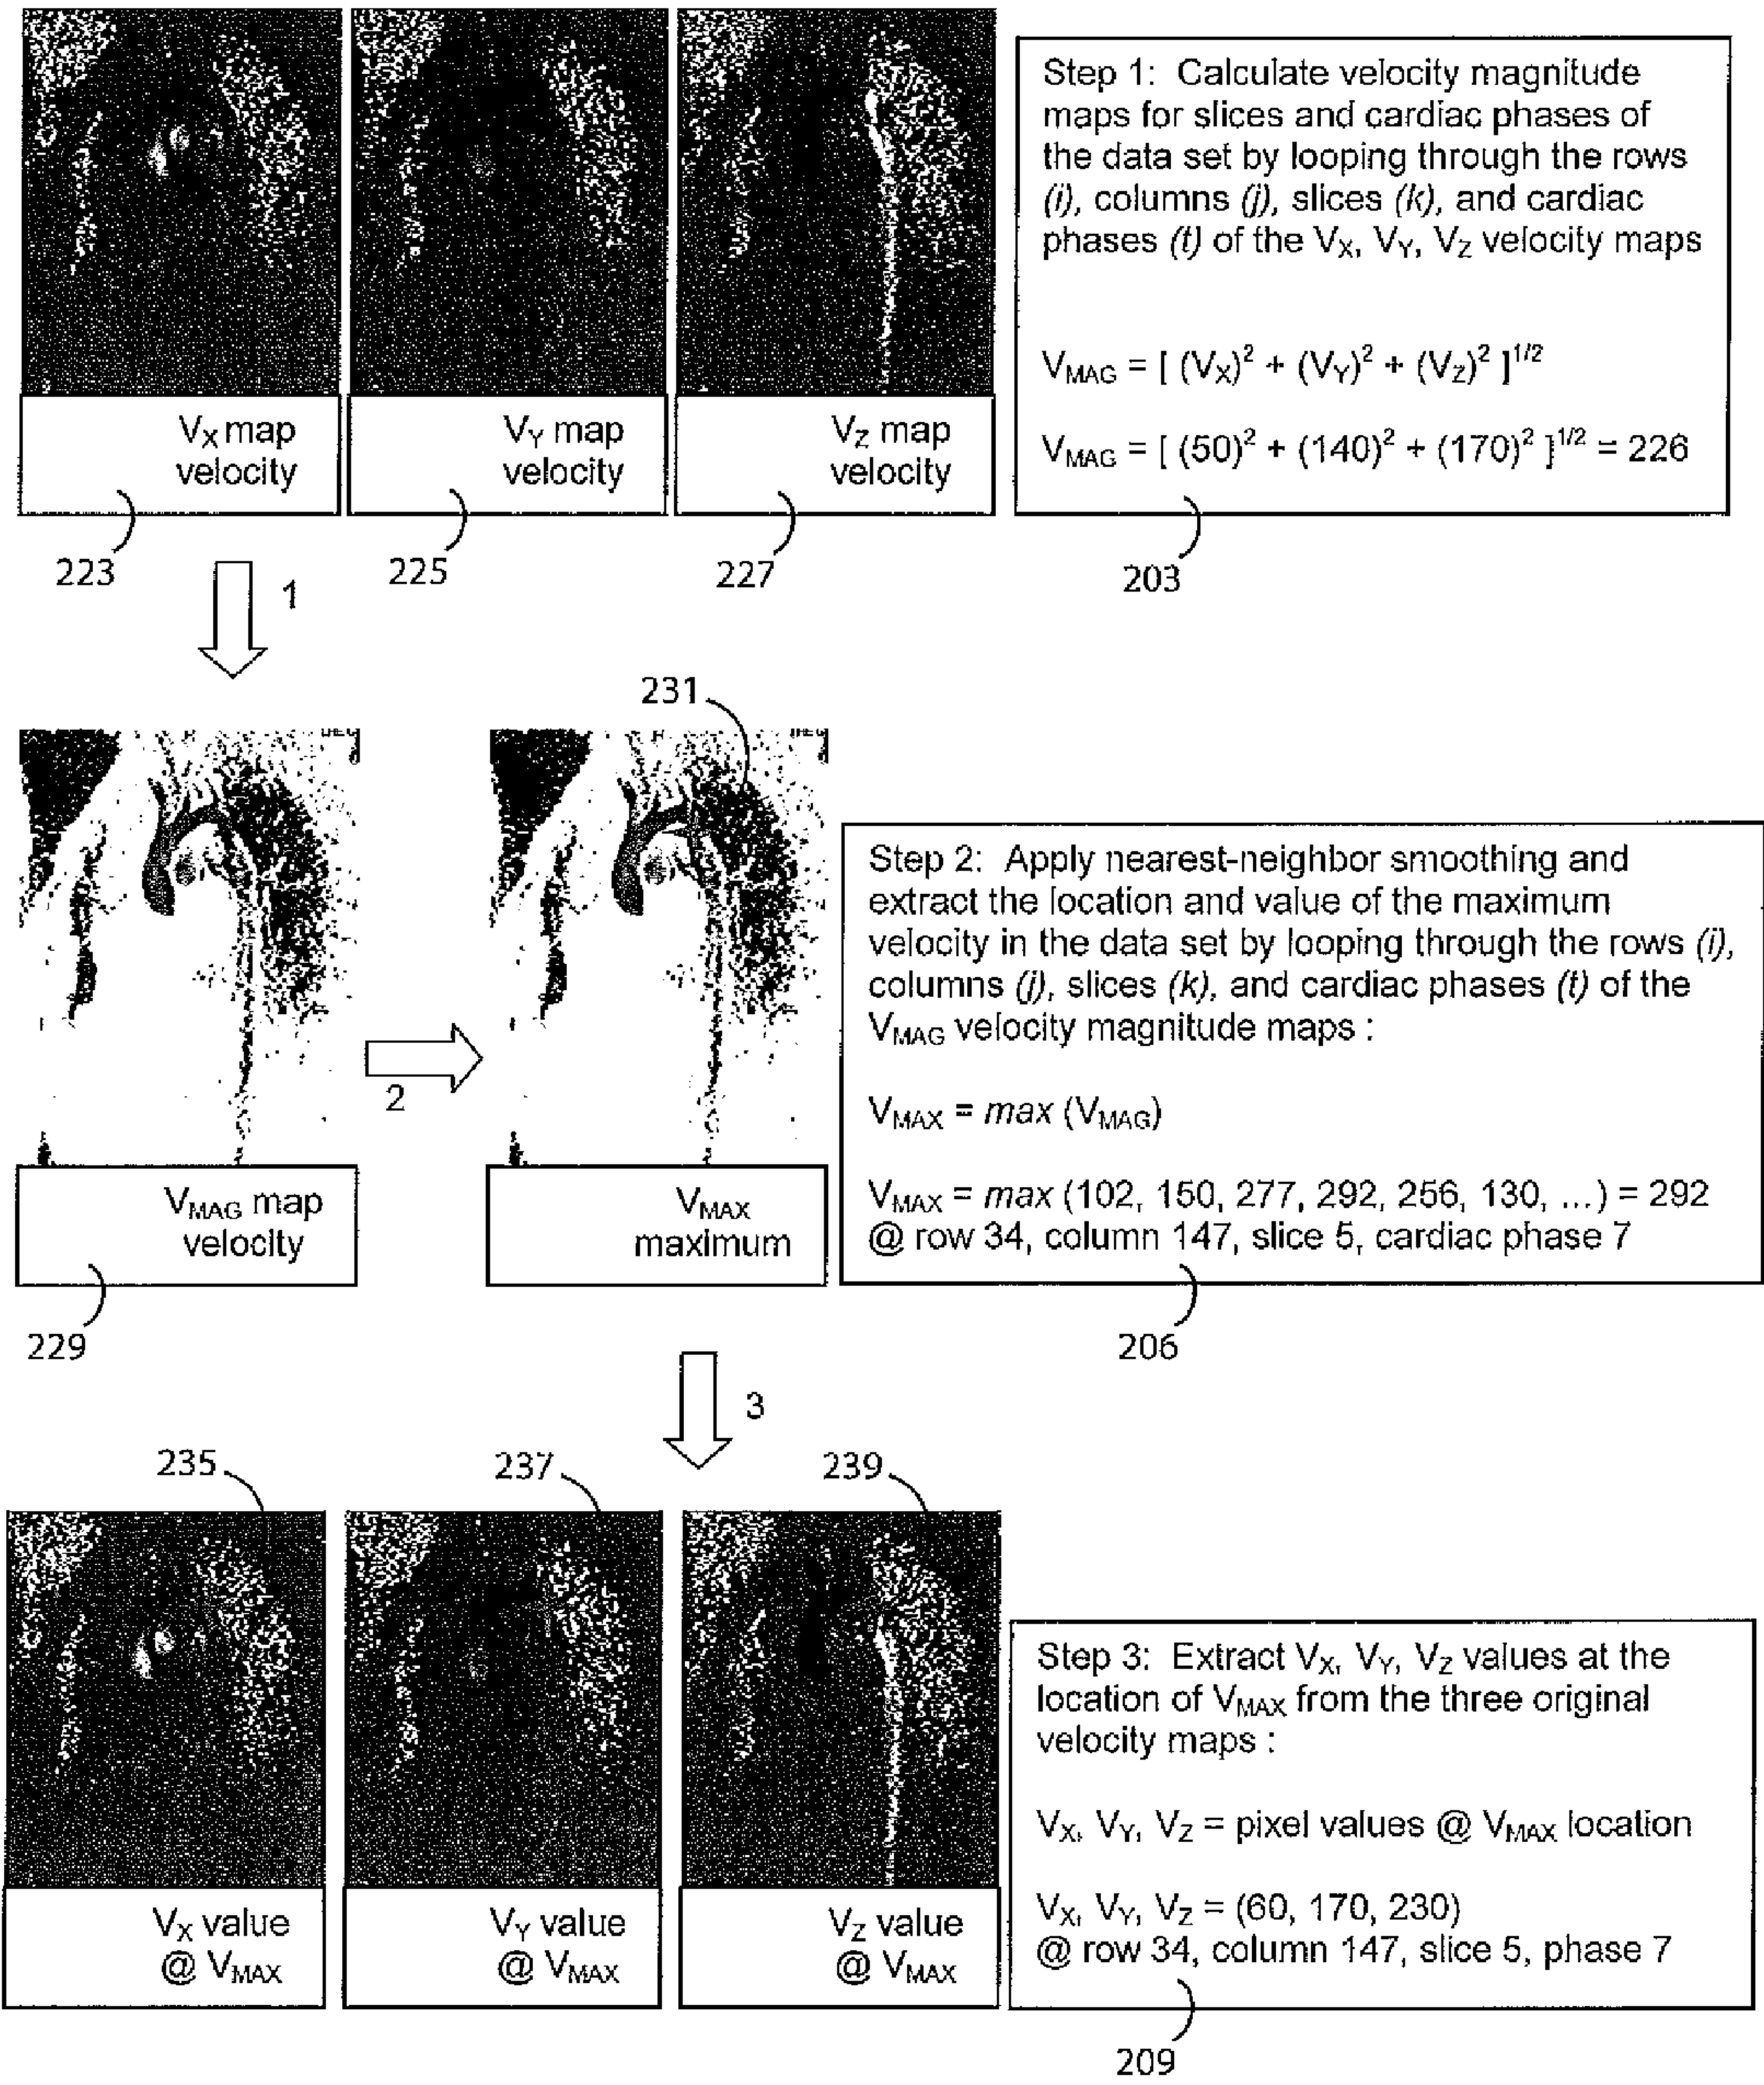 Step 1: Calculate velocity magnitude
maps for slices and cardiac phases of
the data set by looping through the rows
(i), columns (j), slices (k), and cardiac
phases (t) of the VX, VY, VZ velocity maps
VMAG = [ (VX)² + (VY)² + (VZ)² ]1/2
VMAG = [ (50)² + (140)² + (170)² ]1/2 = 226
VX map
velocity
VY map
velocity
VZ map
velocity
223
225
227
203
1
231
Step 2: Apply nearest-neighbor smoothing and
extract the location and value of the maximum
velocity in the data set by looping through the rows (i),
columns (j), slices (k), and cardiac phases (t) of the
VMAG velocity magnitude maps :
VMAX = max (VMAG)
VMAX = max (102, 150, 277, 292, 256, 130, ...) = 292
@ row 34, column 147, slice 5, cardiac phase 7
2
VMAG map
velocity
VMAX
maximum
229
206
3
235
237
239
Step 3: Extract VX, VY, VZ values at the
location of VMAX from the three original
velocity maps :
VX, VY, VZ = pixel values @ VMAX location
VX, VY, VZ = (60, 170, 230)
@ row 34, column 147, slice 5, phase 7
VX value
@ VMAX
VY value
@ VMAX
VZ value
@ VMAX
209